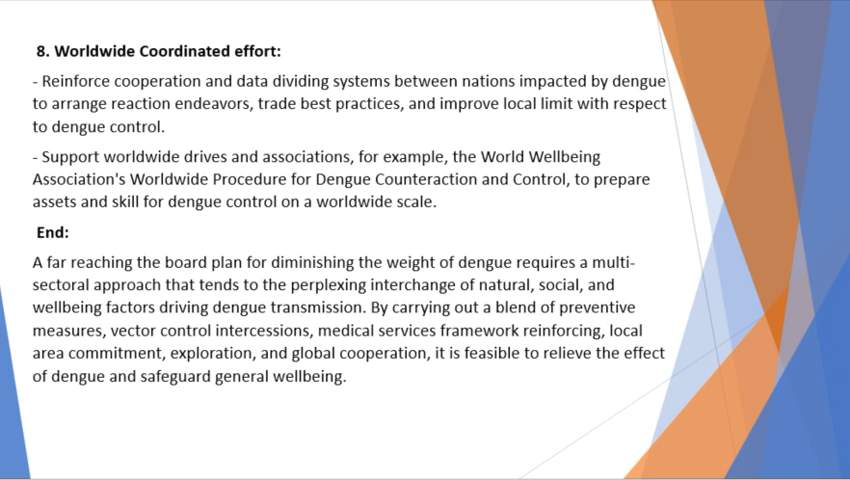 8. Worldwide Coordinated effort:
- Reinforce cooperation and data dividing systems between nations impacted by dengue
to arrange reaction endeavors, trade best practices, and improve local limit with respect
to dengue control.
- Support worldwide drives and associations, for example, the World Wellbeing
Association's Worldwide Procedure for Dengue Counteraction and Control, to prepare
assets and skill for dengue control on a worldwide scale.
End:
A far reaching the board plan for diminishing the weight of dengue requires a multi-
sectoral approach that tends to the perplexing interchange of natural, social, and
wellbeing factors driving dengue transmission. By carrying out a blend of preventive
measures, vector control intercessions, medical services framework reinforcing, local
area commitment, exploration, and global cooperation, it is feasible to relieve the effect
of dengue and safeguard general wellbeing.